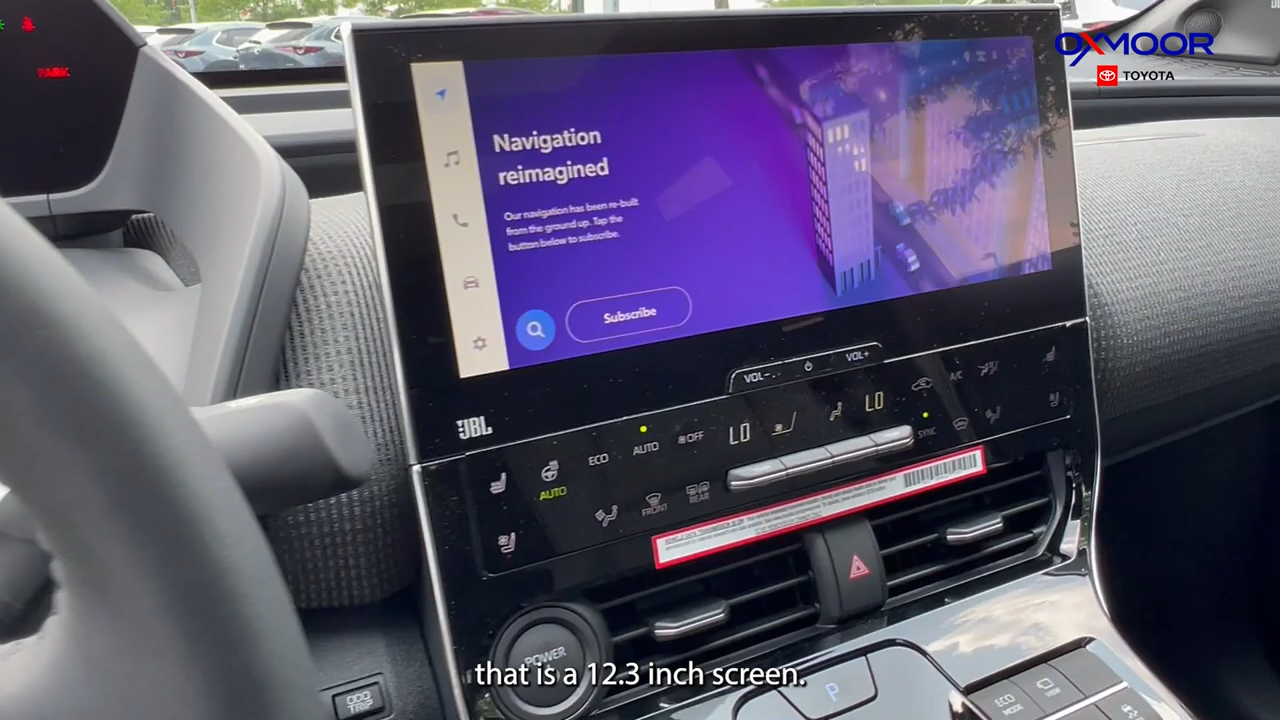 PARK
OXMOOR
TOYOTA
Navigation
reimagined
Our navigation has been re-built
from the ground up. Tap the
button below to subscribe.
Subscribe
VOL-
VOL+
JBL
AUTO
ECO
AUTO
OFF
LO
LO
A/C
SYNC
FRONT
REAR
POWER
that is a 12.3 inch screen.
P
ODO
TRIP
ECO
MODE
VIEW